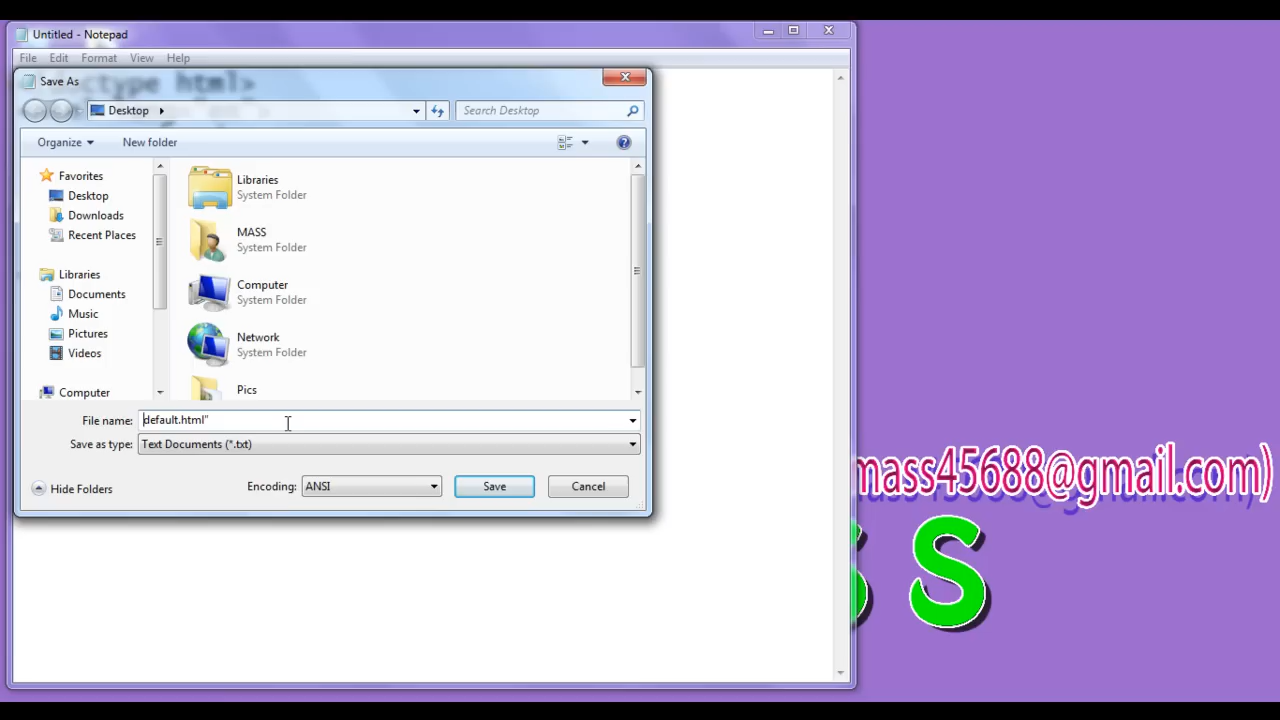 Untitled - Notepad
File Edit Format View Help
ctype html>
Save As
Desktop
Search Desktop
Organize New folder
Favorites
Desktop
Downloads
Recent Places
Libraries
Documents
Music
Pictures
Videos
Computer
Libraries
System Folder
MASS
System Folder
Computer
System Folder
Network
System Folder
Pics
File name: default.html"
Save as type: Text Documents (*.txt)
Hide Folders Encoding: ANSI Save Cancel
mass45688@gmail.com)
S